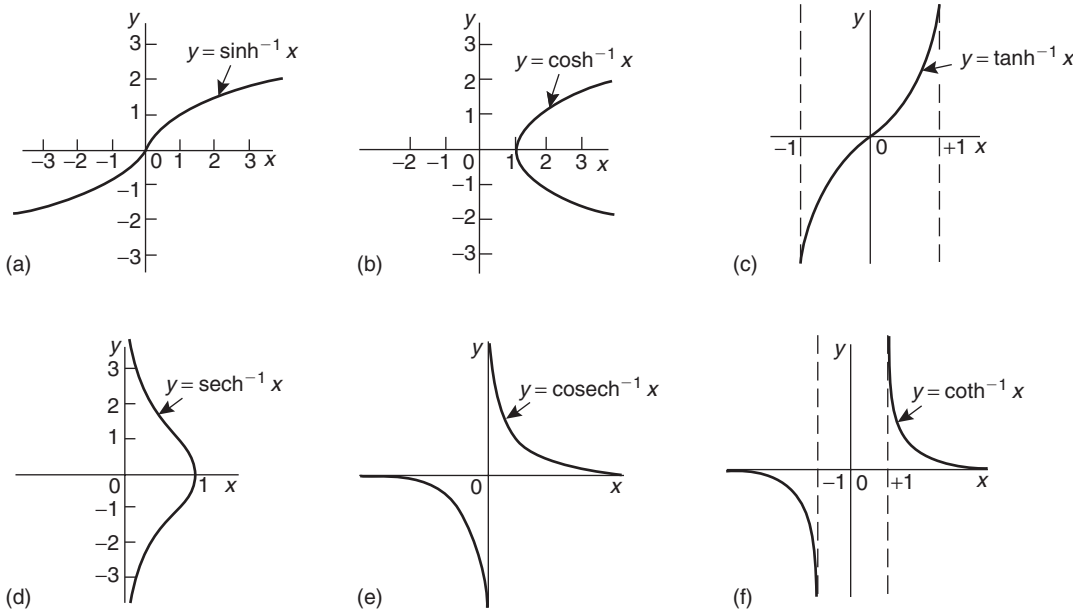 y
3
2
1
y = sinh⁻¹ x
−3 −2 −1 0 1 2 3 x
−1
−2
−3
(a)
y
3
2
1
y = cosh⁻¹ x
−2 −1 0 1 2 3 x
−1
−2
−3
(b)
y
y = tanh⁻¹ x
−1 0 +1 x
(c)
y
3
2
1
y = sech⁻¹ x
0 1 x
−1
−2
−3
(d)
y
y = cosech⁻¹ x
0 x
(e)
y
y = coth⁻¹ x
−1 0 +1 x
(f)